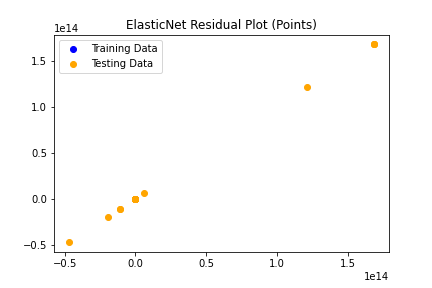 ElasticNet Residual Plot (Points)
1e14
Training Data
Testing Data
1.5
1.0
0.5
0.0
−0.5
−0.5 0.0 0.5 1.0 1.5
1e14